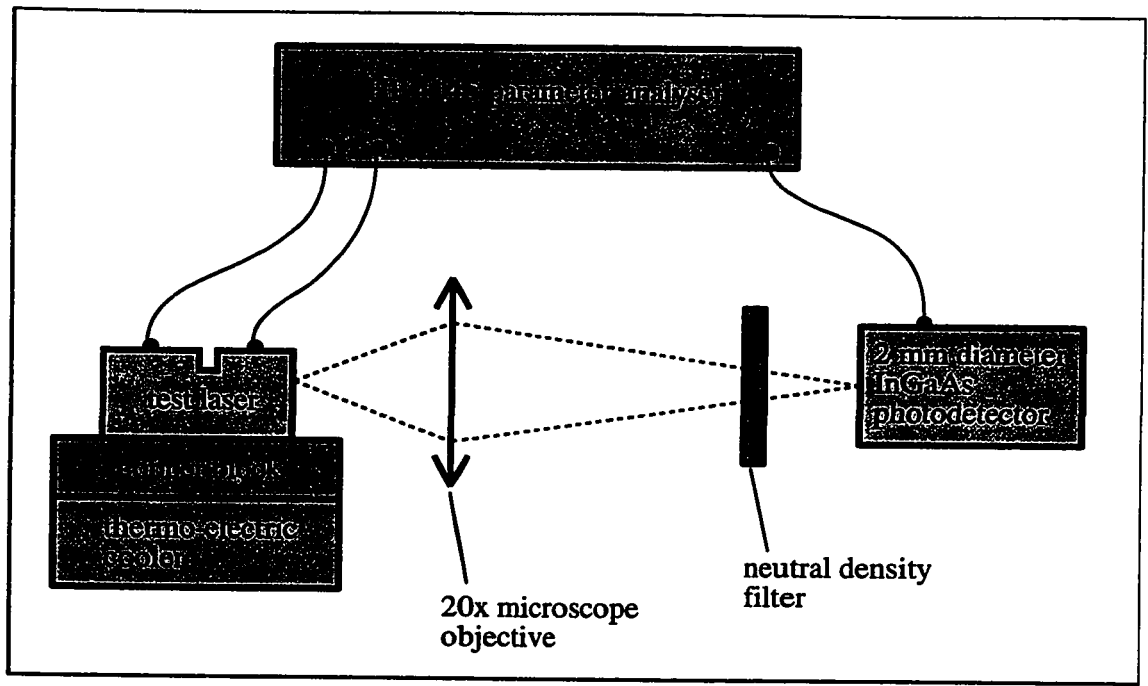 parameter analyser
test laser
thermo-electric
cooler
20x microscope
objective
neutral density
filter
2 mm diameter
InGaAs
photodetector